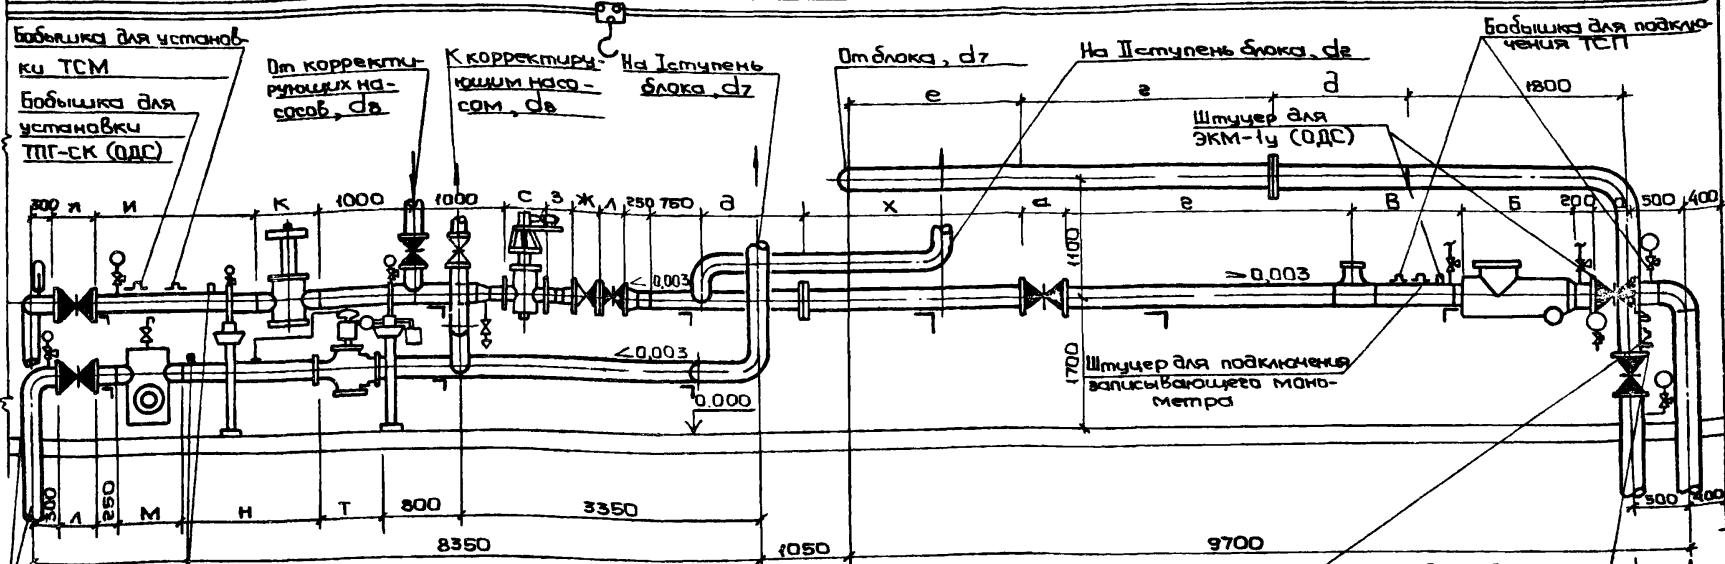 Бобышка для установ-
ки ТСМ
Бобышка для
установки
ТПГ-СК (ОДС)
От корректи-
рующих на-
сосов, d8
К корректиру-
ющим насо-
сам, d8
На I ступень
блока, d7
От блока, d7
На II ступень блока, d2
Бобышка для подклю-
чения ТСП
Штуцер для
ЭКМ-1у (ОДС)
е
г
д
1800
300
Л
И
К
1000
1000
С
З
Ж
Л
250
750
д
Х
а
г
В
Б
200
500
400
1100
0,003
0,003
0,003
0.000
1700
Штуцер для подключения
записывающего мано-
метра
300
Л
250
М
Н
Т
800
3350
500
400
8350
1050
9700